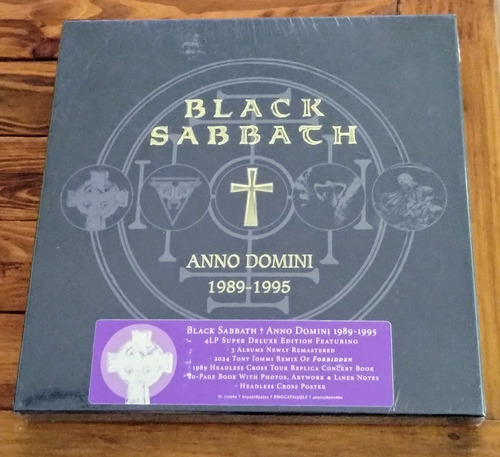 BLACK
SABBATH
ANNO DOMINI
1989-1995
BLACK SABBATH † ANNO DOMINI 1989-1995
4LP SUPER DELUXE EDITION FEATURING
· 3 ALBUMS NEWLY REMASTERED
· 2024 TONY IOMMI REMIX OF FORBIDDEN
· 1989 HEADLESS CROSS TOUR REPLICA CONCERT BOOK
· 60-PAGE BOOK WITH PHOTOS, ARTWORK & LINER NOTES
· HEADLESS CROSS POSTER